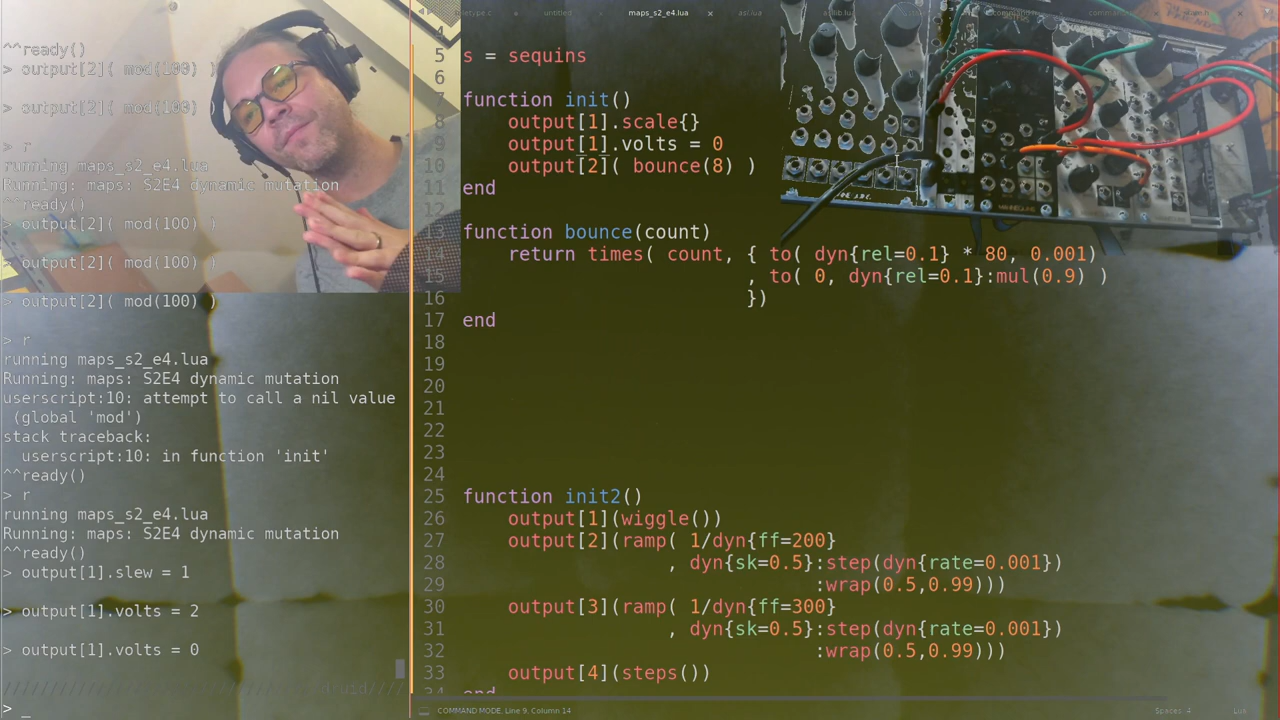 ^^ready()
> output[2]( mod(100) )
> output[2]( mod(100) )
> r
running maps_s2_e4.lua
Running: maps: S2E4 dynamic mutation
^^ready()
> output[2]( mod(100) )
> output[2]( mod(100) )
> output[2]( mod(100) )
> r
running maps_s2_e4.lua
Running: maps: S2E4 dynamic mutation
userscript:10: attempt to call a nil value
(global 'mod')
stack traceback:
userscript:10: in function 'init'
^^ready()
> r
running maps_s2_e4.lua
Running: maps: S2E4 dynamic mutation
^^ready()
> output[1].slew = 1
> output[1].volts = 2
> output[1].volts = 0
//////////////////////////////////druid////
> _
untitled maps_s2_e4.lua
4
5 s = sequins
6
7 function init()
8 output[1].scale{}
9 output[1].volts = 0
10 output[2]( bounce(8) )
11 end
12
13 function bounce(count)
14 return times( count, { to( dyn{rel=0.1} * 80, 0.001)
15 , to( 0, dyn{rel=0.1}:mul(0.9) )
16 })
17 end
18
19
20
21
22
23
24
25 function init2()
26 output[1](wiggle())
27 output[2](ramp( 1/dyn{ff=200}
28 , dyn{sk=0.5}:step(dyn{rate=0.001})
29 :wrap(0.5,0.99)))
30 output[3](ramp( 1/dyn{ff=300}
31 , dyn{sk=0.5}:step(dyn{rate=0.001})
32 :wrap(0.5,0.99)))
33 output[4](steps())
34 end
COMMAND MODE, Line 9, Column 14
Spaces: 4 Lua
MANNEQUINS